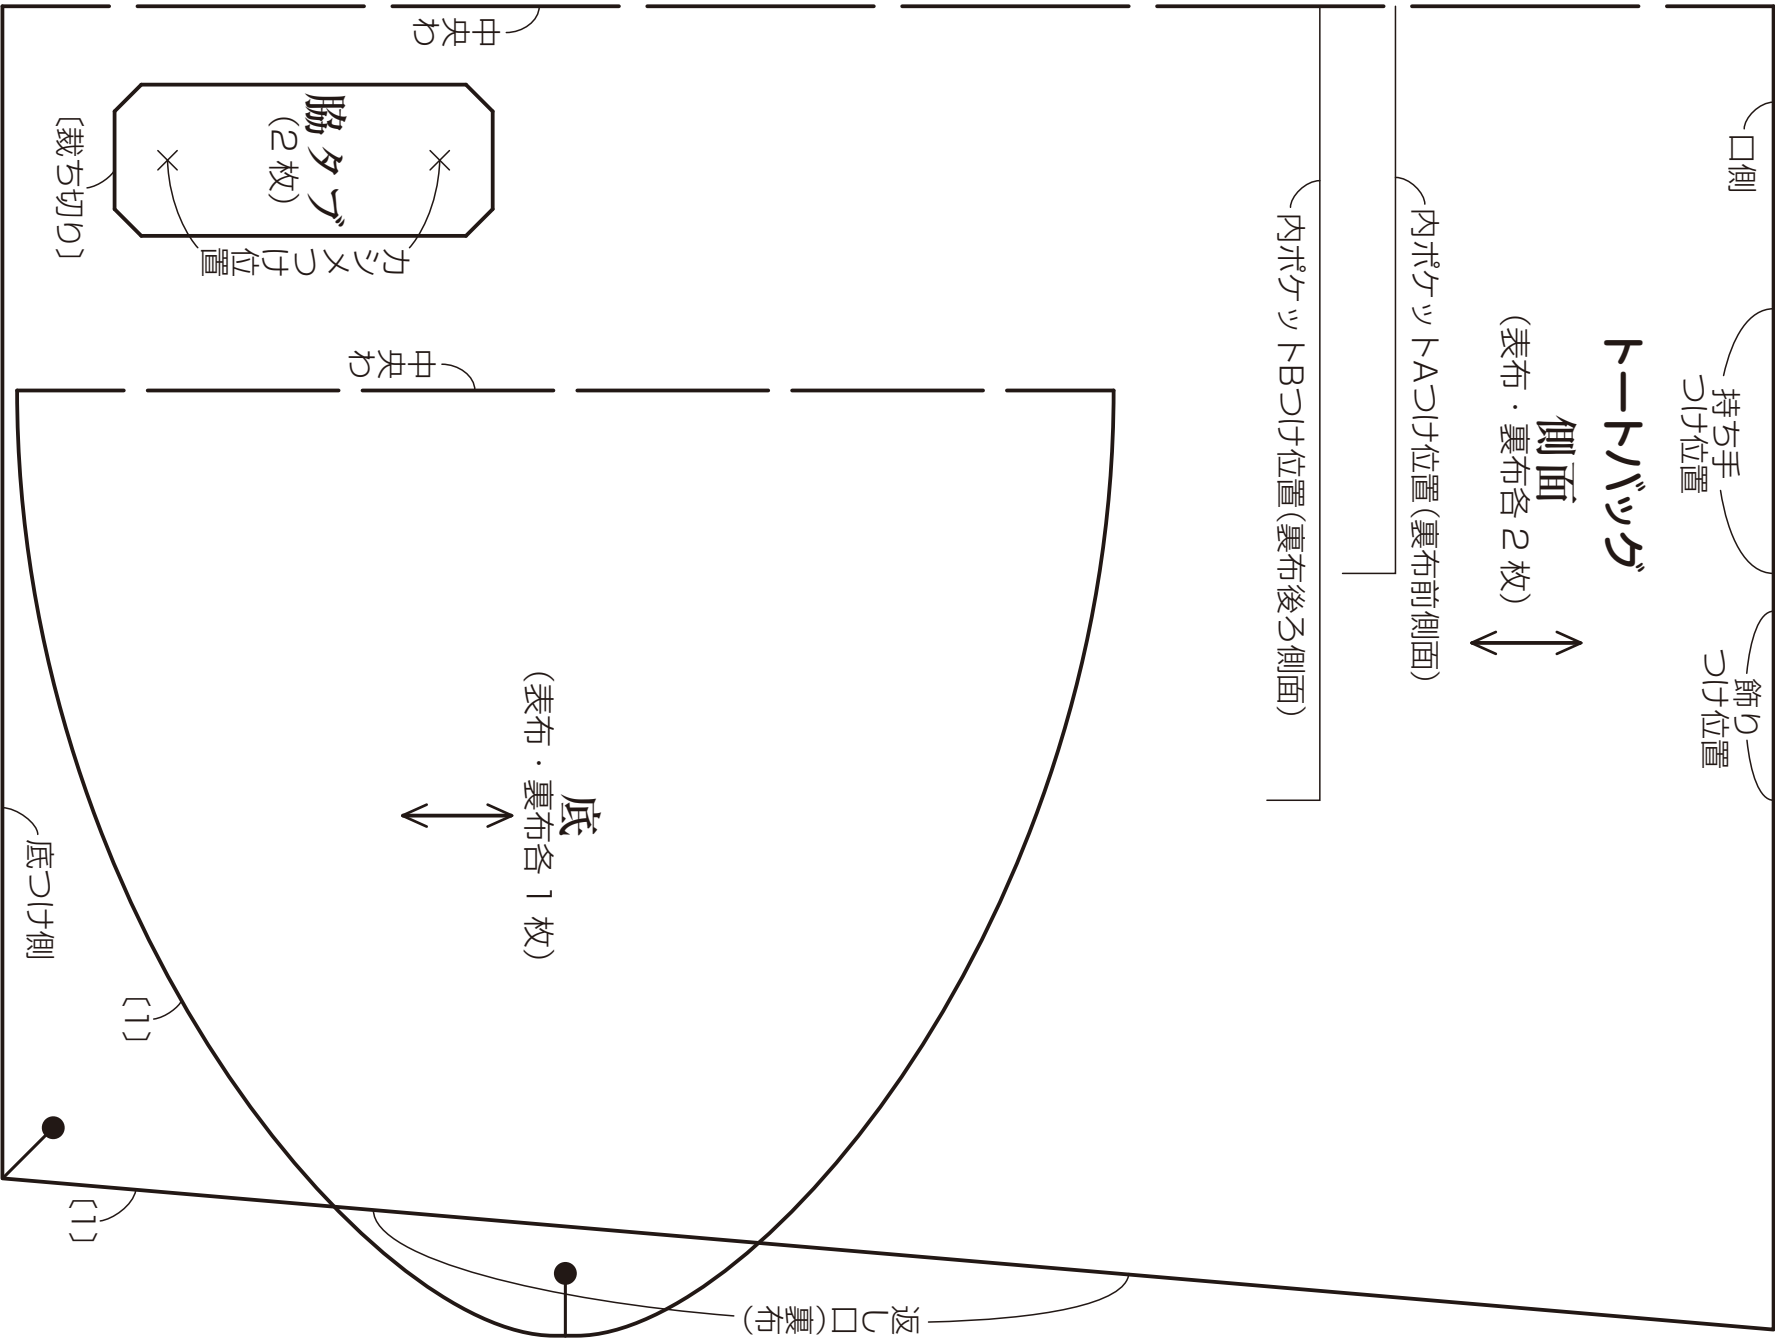 トートバッグ
側面
（表布・裏布各２枚）
口側
持ち手
つけ位置
飾り
つけ位置
内ポケットAつけ位置（裏布前側面）
内ポケットBつけ位置（裏布後ろ側面）
中央
わ
脇タブ
（２枚）
〔裁ち切り〕
カシメつけ位置
中央
わ
底
（表布・裏布各１枚）
底つけ側
〔1〕
〔1〕
返し口（裏布）